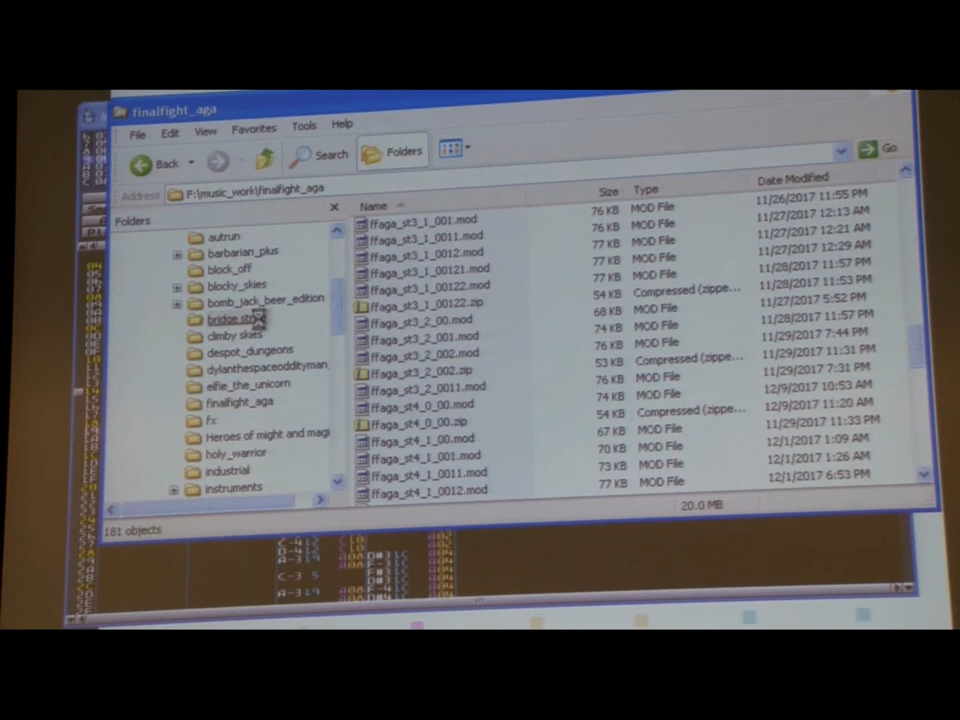 finalfight_aga
File Edit View Favorites Tools Help
Back Search Folders
Address F:\music_work\finalfight_aga Go
Folders
autrun
barbarian_plus
block_off
blocky_skies
bomb_jack_beer_edition
bridge
climby skies
despot_dungeons
dylanthespaceoddityman
elfie_the_unicorn
finalfight_aga
fx
Heroes of might and magi
holy_warrior
industrial
instruments
Name Size Type Date Modified
ffaga_st3_1_001.mod 76 KB MOD File 11/26/2017 11:55 PM
ffaga_st3_1_0011.mod 76 KB MOD File 11/27/2017 12:13 AM
ffaga_st3_1_0012.mod 77 KB MOD File 11/27/2017 12:21 AM
ffaga_st3_1_00121.mod 77 KB MOD File 11/27/2017 12:29 AM
ffaga_st3_1_00122.mod 77 KB MOD File 11/28/2017 11:57 PM
ffaga_st3_1_00122.zip 54 KB Compressed (zippe... 11/28/2017 11:53 PM
ffaga_st3_2_00.mod 68 KB MOD File 11/27/2017 5:52 PM
ffaga_st3_2_001.mod 74 KB MOD File 11/28/2017 11:57 PM
ffaga_st3_2_002.mod 76 KB MOD File 11/29/2017 7:44 PM
ffaga_st3_2_002.zip 53 KB Compressed (zippe... 11/29/2017 11:31 PM
ffaga_st3_2_0011.mod 76 KB MOD File 11/29/2017 7:31 PM
ffaga_st4_0_00.mod 74 KB MOD File 12/9/2017 10:53 AM
ffaga_st4_0_00.zip 54 KB Compressed (zippe... 12/9/2017 11:20 AM
ffaga_st4_1_00.mod 67 KB MOD File 11/29/2017 11:33 PM
ffaga_st4_1_001.mod 70 KB MOD File 12/1/2017 1:09 AM
ffaga_st4_1_0011.mod 73 KB MOD File 12/1/2017 1:26 AM
ffaga_st4_1_0012.mod 77 KB MOD File 12/1/2017 6:53 PM
181 objects 20.0 MB